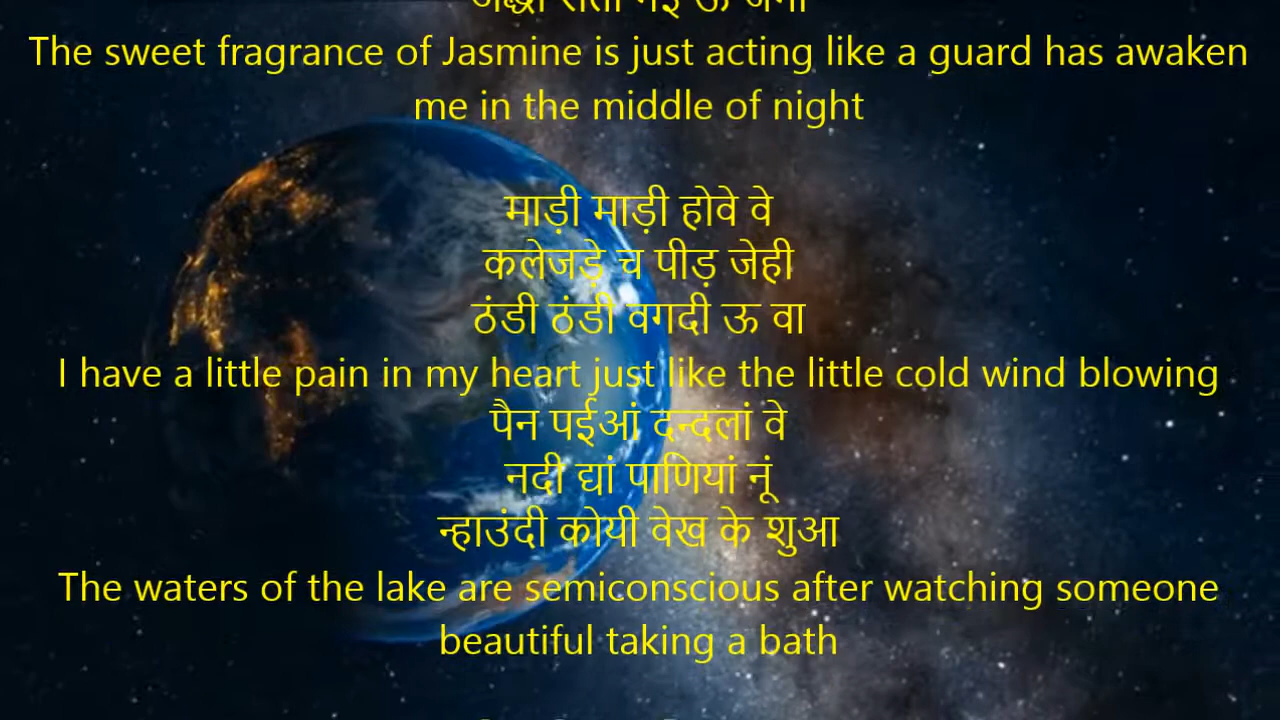 The sweet fragrance of Jasmine is just acting like a guard has awaken
me in the middle of night
माड़ी माड़ी होवे वे
कलेजड़े च पीड़ जेही
ठंडी ठंडी वगदी ऊ वा
I have a little pain in my heart just like the little cold wind blowing
पैन पईआं दन्दलां वे
नदी द्यां पाणियां नूं
न्हाउंदी कोयी वेख के शुआ
The waters of the lake are semiconscious after watching someone
beautiful taking a bath